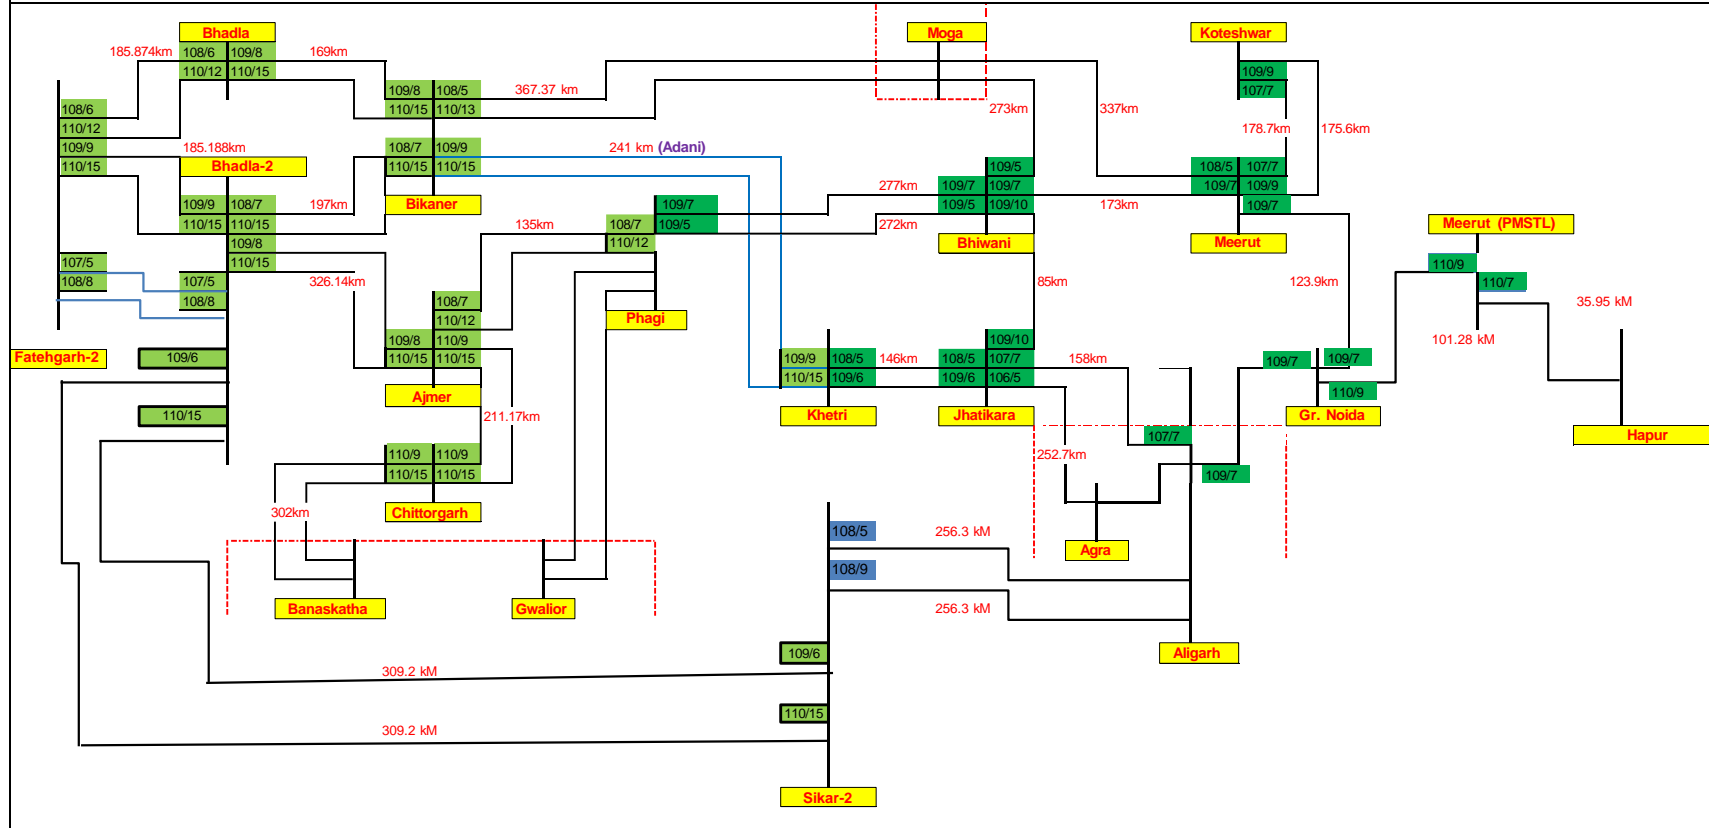 Bhadla
Moga
Koteshwar
185.874km
108/6
109/8
169km
110/12
110/15
109/9
107/7
109/8
108/5
367.37 km
110/15
110/13
108/6
110/12
273km
337km
178.7km
175.6km
109/9
185.188km
108/7
109/9
241 km (Adani)
110/15
Bhadla-2
110/15
110/15
109/5
108/5
107/7
109/7
109/7
277km
109/7
109/9
109/9
108/7
197km
Bikaner
109/7
109/5
109/10
173km
109/7
110/15
110/15
135km
108/7
109/5
272km
Meerut (PMSTL)
109/8
110/12
Bhiwani
Meerut
107/5
110/15
110/9
108/8
107/5
326.14km
85km
123.9km
110/7
108/8
108/7
35.95 kM
110/12
Phagi
109/8
110/9
109/10
101.28 kM
Fatehgarh-2
109/6
110/15
110/15
109/9
108/5
146km
108/5
107/7
158km
109/7
109/7
110/15
109/6
109/6
106/5
Ajmer
110/9
110/15
211.17km
Khetri
Jhatikara
Gr. Noida
107/7
Hapur
110/9
110/9
252.7km
110/15
110/15
109/7
302km
Chittorgarh
108/5
256.3 kM
Agra
108/9
Banaskatha
Gwalior
256.3 kM
109/6
Aligarh
309.2 kM
110/15
309.2 kM
Sikar-2